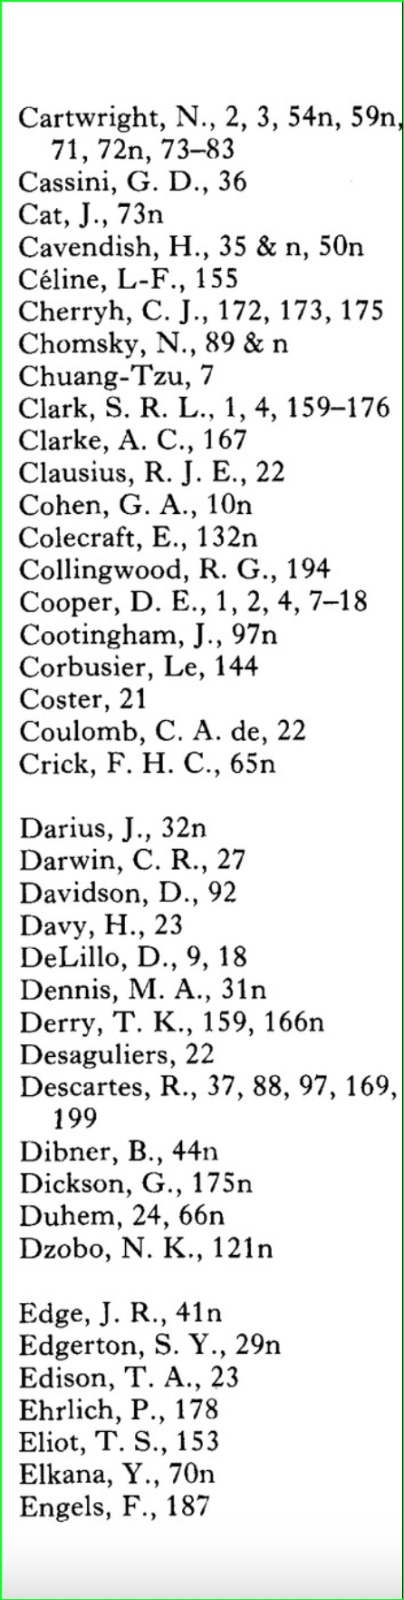 Cartwright, N., 2, 3, 54n, 59n,
71, 72n, 73–83
Cassini, G. D., 36
Cat, J., 73n
Cavendish, H., 35 & n, 50n
Céline, L-F., 155
Cherryh, C. J., 172, 173, 175
Chomsky, N., 89 & n
Chuang-Tzu, 7
Clark, S. R. L., 1, 4, 159–176
Clarke, A. C., 167
Clausius, R. J. E., 22
Cohen, G. A., 10n
Colecraft, E., 132n
Collingwood, R. G., 194
Cooper, D. E., 1, 2, 4, 7–18
Cootingham, J., 97n
Corbusier, Le, 144
Coster, 21
Coulomb, C. A. de, 22
Crick, F. H. C., 65n
Darius, J., 32n
Darwin, C. R., 27
Davidson, D., 92
Davy, H., 23
DeLillo, D., 9, 18
Dennis, M. A., 31n
Derry, T. K., 159, 166n
Desaguliers, 22
Descartes, R., 37, 88, 97, 169,
199
Dibner, B., 44n
Dickson, G., 175n
Duhem, 24, 66n
Dzobo, N. K., 121n
Edge, J. R., 41n
Edgerton, S. Y., 29n
Edison, T. A., 23
Ehrlich, P., 178
Eliot, T. S., 153
Elkana, Y., 70n
Engels, F., 187